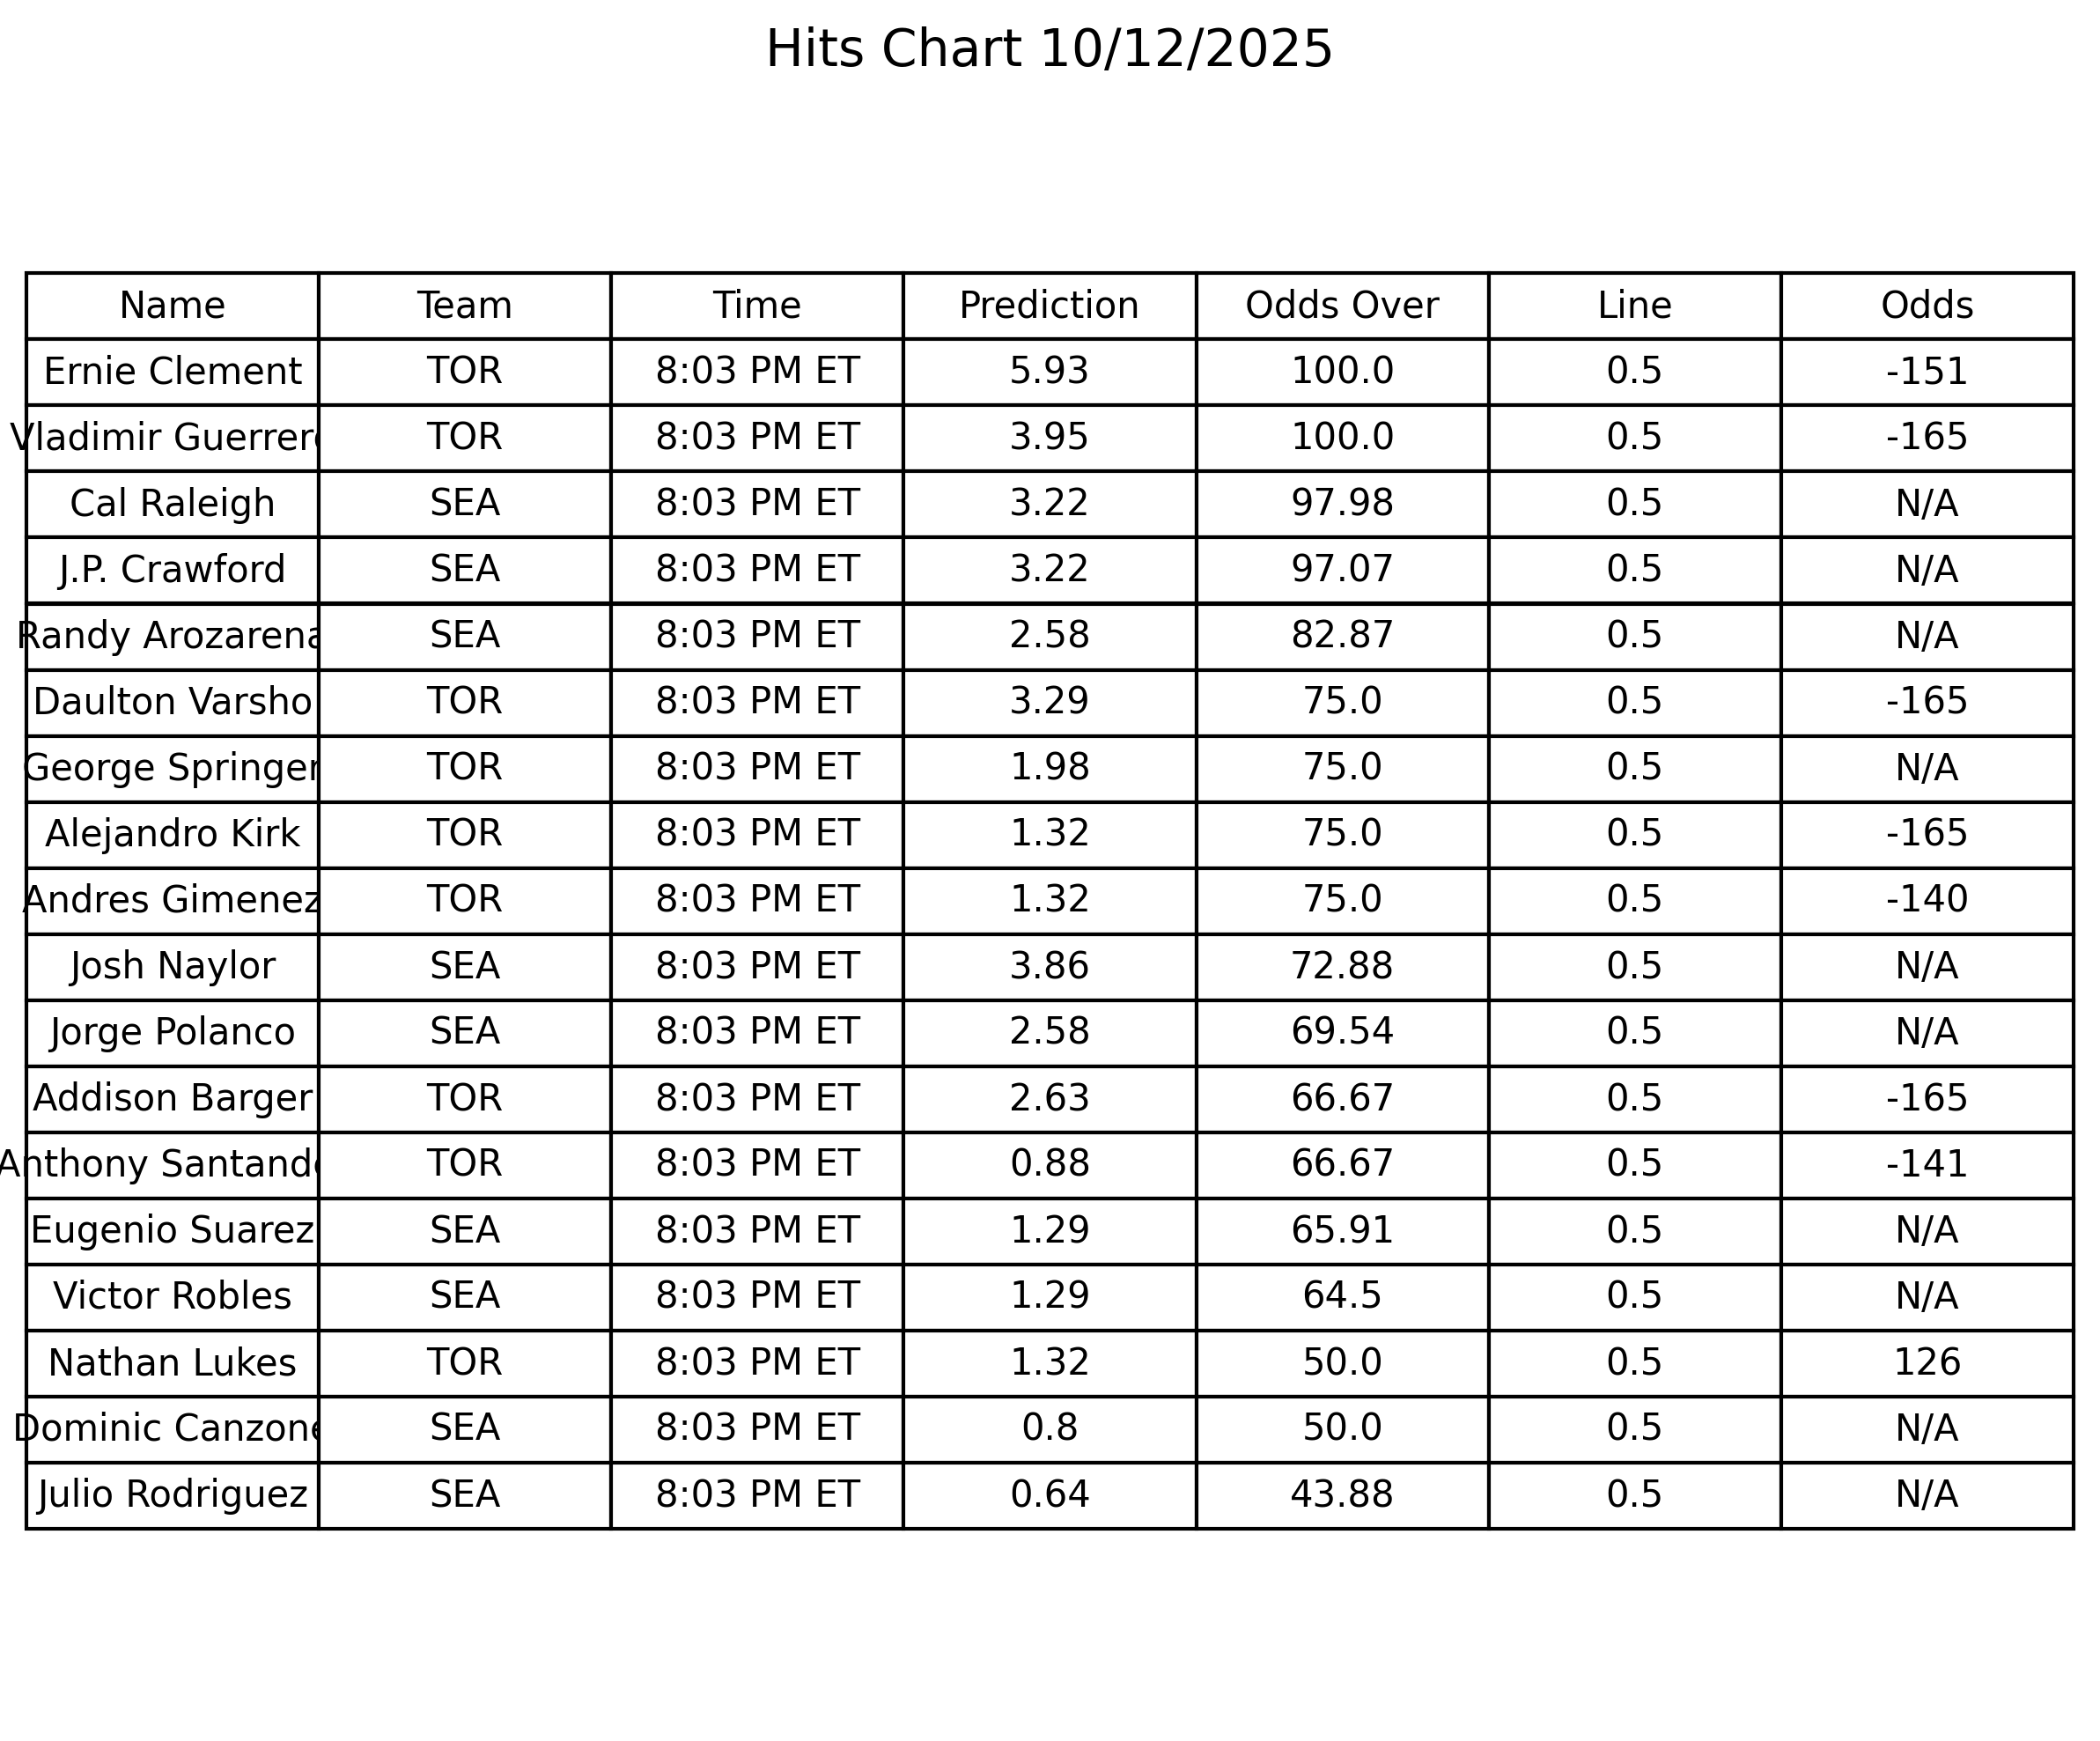 Hits Chart 10/12/2025
Name Team Time Prediction Odds Over Line Odds
Ernie Clement TOR 8:03 PM ET 5.93 100.0 0.5 -151
Vladimir Guerrero TOR 8:03 PM ET 3.95 100.0 0.5 -165
Cal Raleigh SEA 8:03 PM ET 3.22 97.98 0.5 N/A
J.P. Crawford SEA 8:03 PM ET 3.22 97.07 0.5 N/A
Randy Arozarena SEA 8:03 PM ET 2.58 82.87 0.5 N/A
Daulton Varsho TOR 8:03 PM ET 3.29 75.0 0.5 -165
George Springer TOR 8:03 PM ET 1.98 75.0 0.5 N/A
Alejandro Kirk TOR 8:03 PM ET 1.32 75.0 0.5 -165
Andres Gimenez TOR 8:03 PM ET 1.32 75.0 0.5 -140
Josh Naylor SEA 8:03 PM ET 3.86 72.88 0.5 N/A
Jorge Polanco SEA 8:03 PM ET 2.58 69.54 0.5 N/A
Addison Barger TOR 8:03 PM ET 2.63 66.67 0.5 -165
Anthony Santande TOR 8:03 PM ET 0.88 66.67 0.5 -141
Eugenio Suarez SEA 8:03 PM ET 1.29 65.91 0.5 N/A
Victor Robles SEA 8:03 PM ET 1.29 64.5 0.5 N/A
Nathan Lukes TOR 8:03 PM ET 1.32 50.0 0.5 126
Dominic Canzone SEA 8:03 PM ET 0.8 50.0 0.5 N/A
Julio Rodriguez SEA 8:03 PM ET 0.64 43.88 0.5 N/A